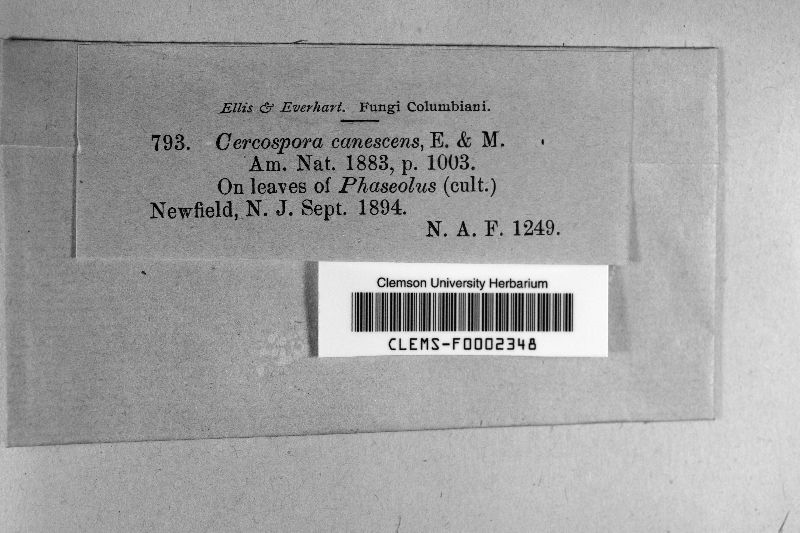 Ellis & Everhart. Fungi Columbiani.
793. Cercospora canescens, E. & M.
Am. Nat. 1883, p. 1003.
On leaves of Phaseolus (cult.)
Newfield, N. J. Sept. 1894.
N. A. F. 1249.
Clemson University Herbarium
CLEMS-F0002348